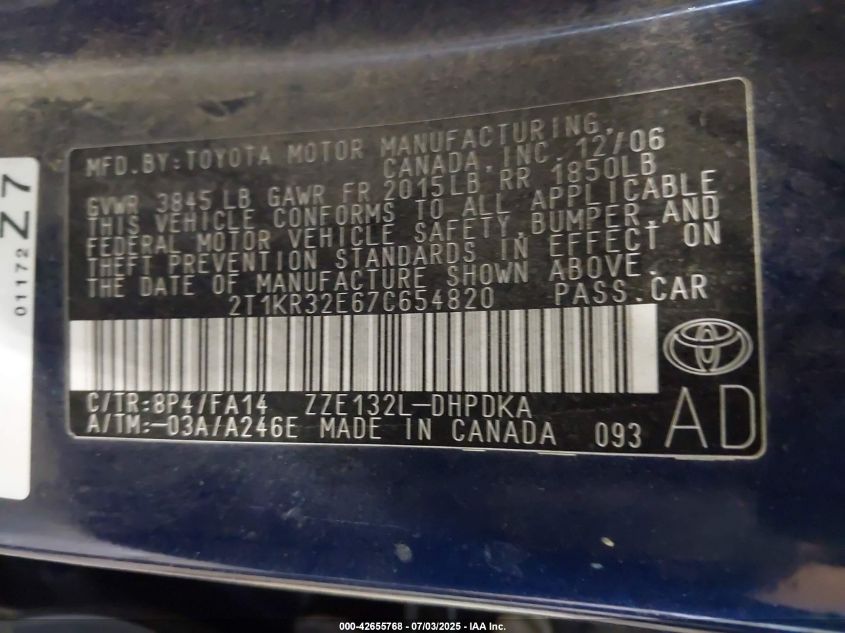 MFD.BY:TOYOTA MOTOR MANUFACTURING,
CANADA,INC. 12/06
GVWR 3845LB GAWR FR 2015LB RR 1850LB
THIS VEHICLE CONFORMS TO ALL APPLICABLE
FEDERAL MOTOR VEHICLE SAFETY,BUMPER,AND
THEFT PREVENTION STANDARDS IN EFFECT ON
THE DATE OF MANUFACTURE SHOWN ABOVE.
2T1KR32E67C654820 PASS.CAR
C/TR:8P4/FA14 ZZE132L-DHPDKA
A/TM:-03A/A246E MADE IN CANADA 093
AD
Z7
01172
000-42655768 - 07/03/2025 - IAA Inc.